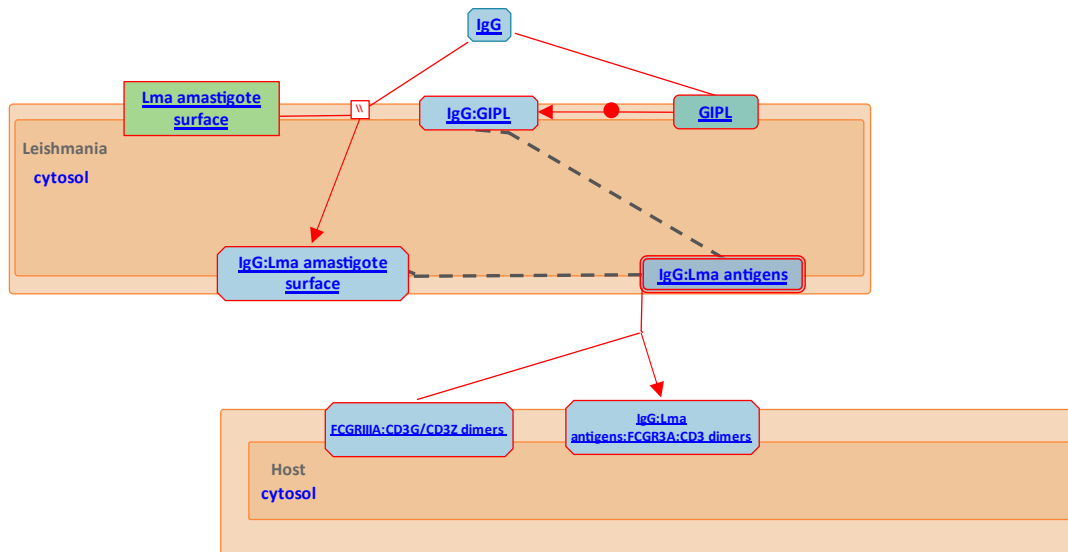 IgG
Lma amastigote
surface
\\
IgG:GIPL
GIPL
Leishmania
cytosol
IgG:Lma amastigote
surface
IgG:Lma antigens
FCGRIIIA:CD3G/CD3Z dimers
IgG:Lma
antigens:FCGR3A:CD3 dimers
Host
cytosol